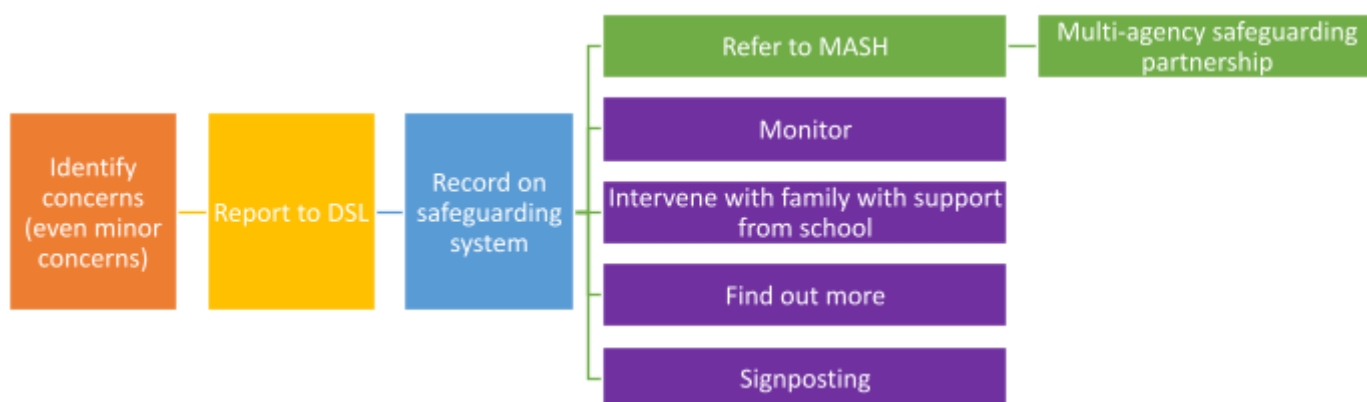 Identify
concerns
(even minor
concerns)
Report to DSL
Record on
safeguarding
system
Refer to MASH
Multi-agency safeguarding
partnership
Monitor
Intervene with family with support
from school
Find out more
Signposting